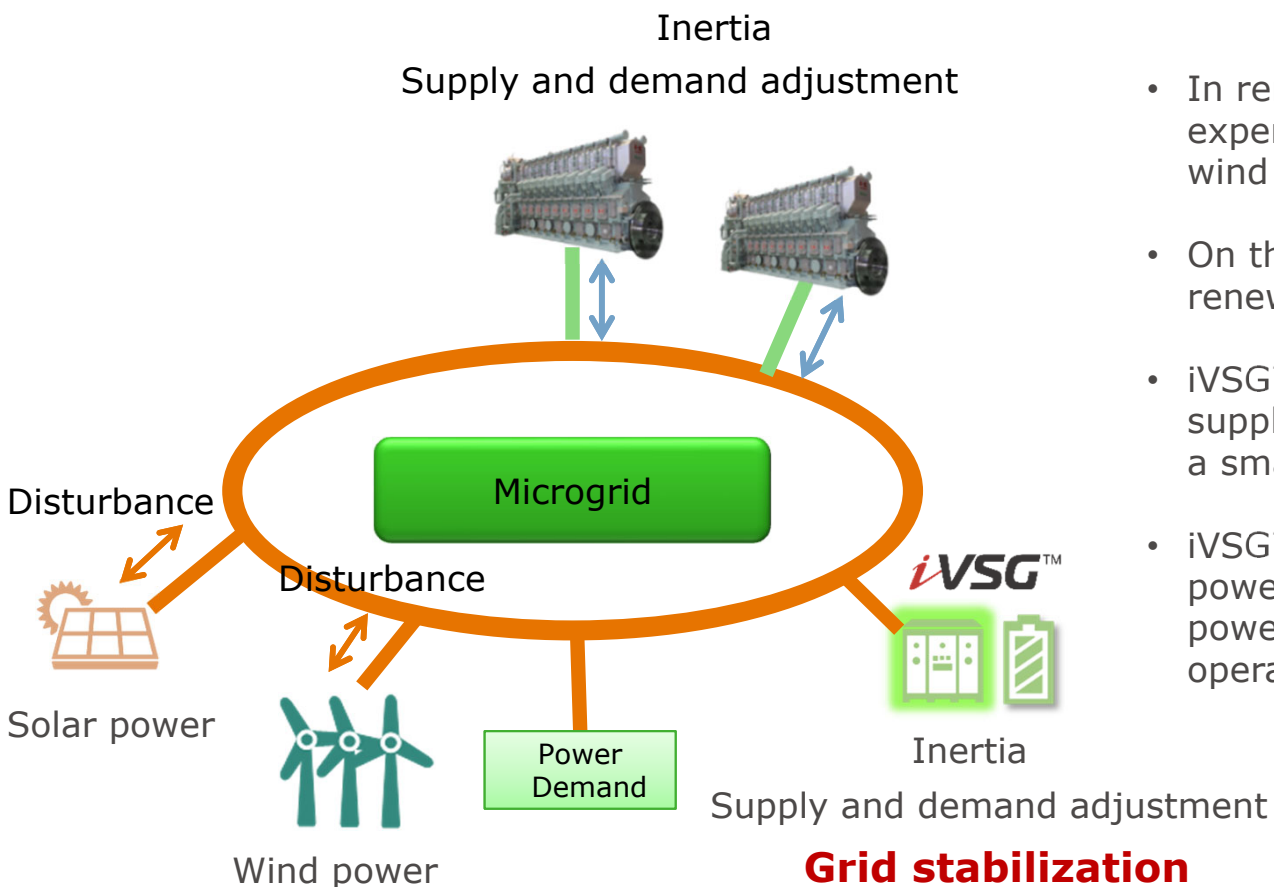 Inertia
Supply and demand adjustment
Disturbance
Solar power
Disturbance
Wind power
Microgrid
Power
Demand
iVSG™
Inertia
Supply and demand adjustment
Grid stabilization
• In re
exper
wind
• On th
renew
• iVSG
suppl
a sma
• iVSG
powe
powe
opera